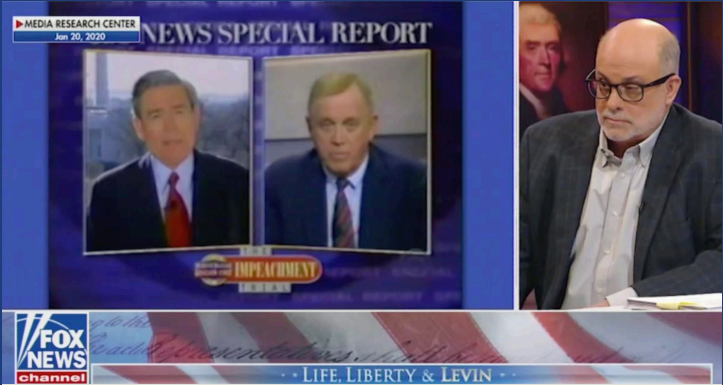 MEDIA RESEARCH CENTER
Jan 20, 2020
NEWS SPECIAL REPORT
THE
IMPEACHMENT
TRIAL
FOX
NEWS
channel
LIFE, LIBERTY & LEVIN